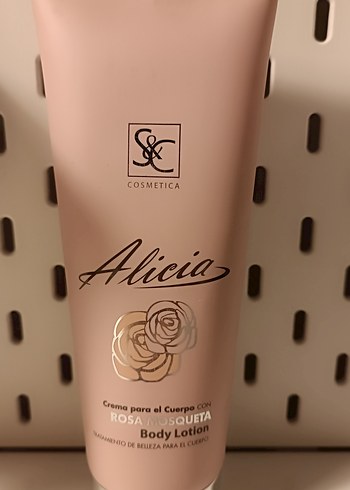 S&C
COSMETICA
Alicia
Crema para el Cuerpo CON
ROSA MOSQUETA
Body Lotion
TRATAMIENTO DE BELLEZA PARA EL CUERPO